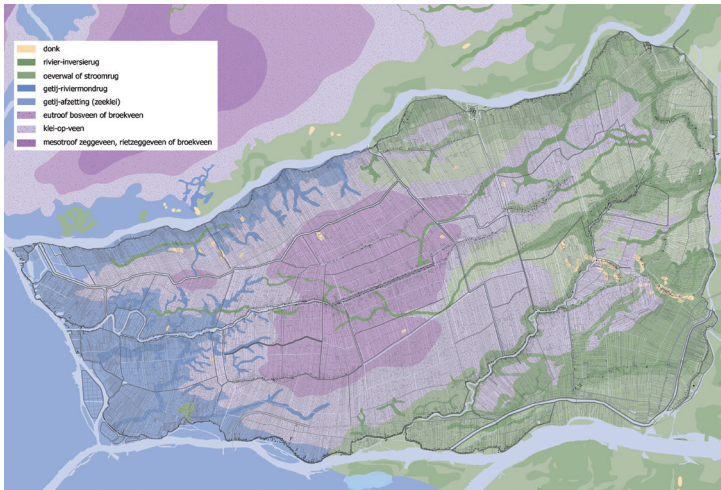 donk
rivier-inversierug
oeverwal of stroomrug
getij-riviermondrug
getij-afzetting (zeeklei)
eutroof bosveen of broekveen
klei-op-veen
mesotroof zeggeveen, rietzeggeveen of broekveen